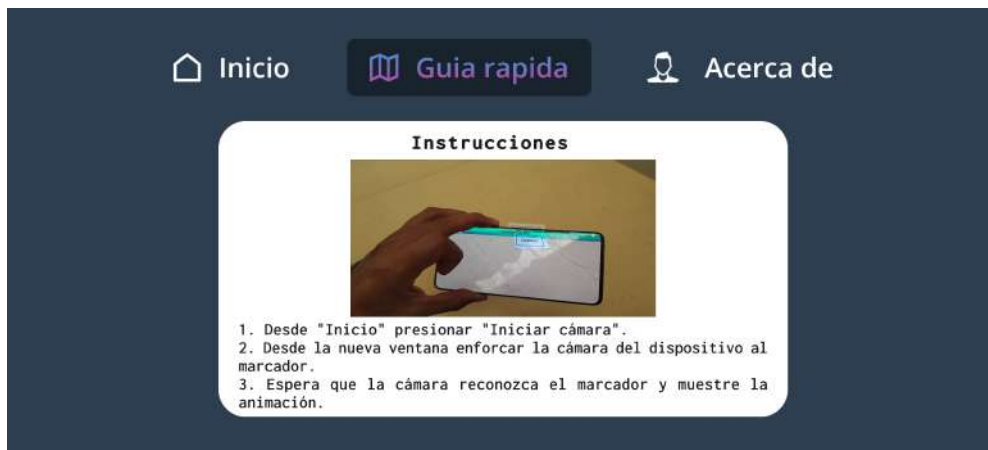 Inicio
Guia rapida
Acerca de
Instrucciones
1. Desde "Inicio" presionar "Iniciar cámara".
2. Desde la nueva ventana enforcar la cámara del dispositivo al
marcador.
3. Espera que la cámara reconozca el marcador y muestre la
animación.